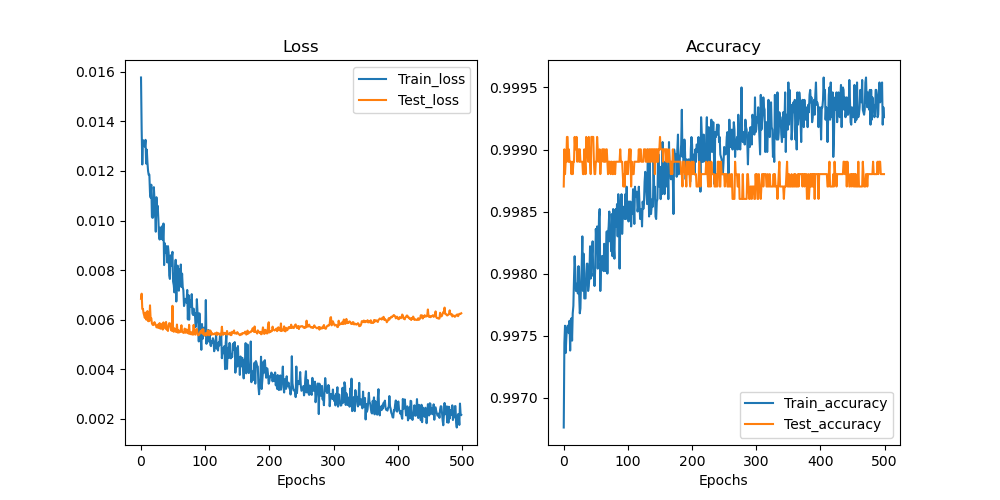 Loss
0.016
0.014
0.012
0.010
0.008
0.006
0.004
0.002
0 100 200 300 400 500
Epochs
Train_loss
Test_loss
Accuracy
0.9995
0.9990
0.9985
0.9980
0.9975
0.9970
0 100 200 300 400 500
Epochs
Train_accuracy
Test_accuracy